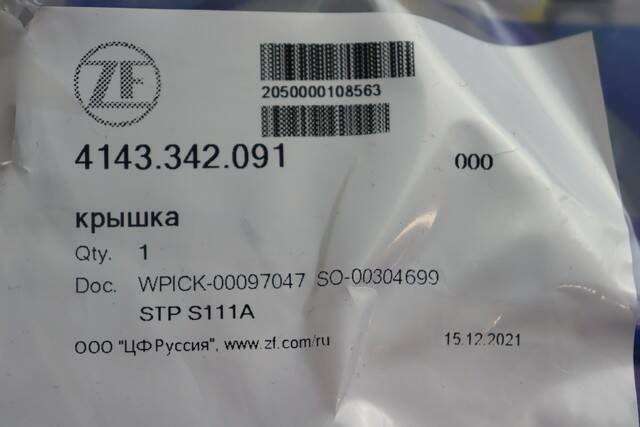 ZF
2050000108563
4143.342.091 000
крышка
Qty. 1
Doc. WPICK-00097047 SO-00304699
STP S111A
ООО "ЦФ Руссия", www.zf.com/ru 15.12.2021